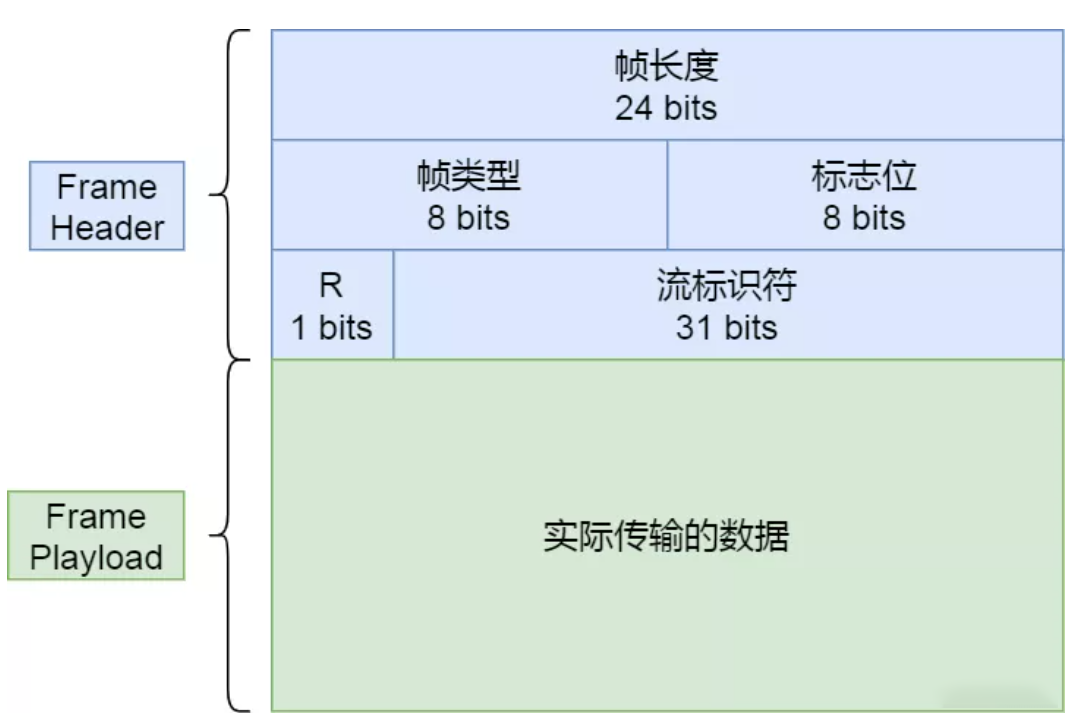 帧长度
24 bits
Frame
Header
帧类型
8 bits
标志位
8 bits
R
1 bits
流标识符
31 bits
Frame
Playload
实际传输的数据